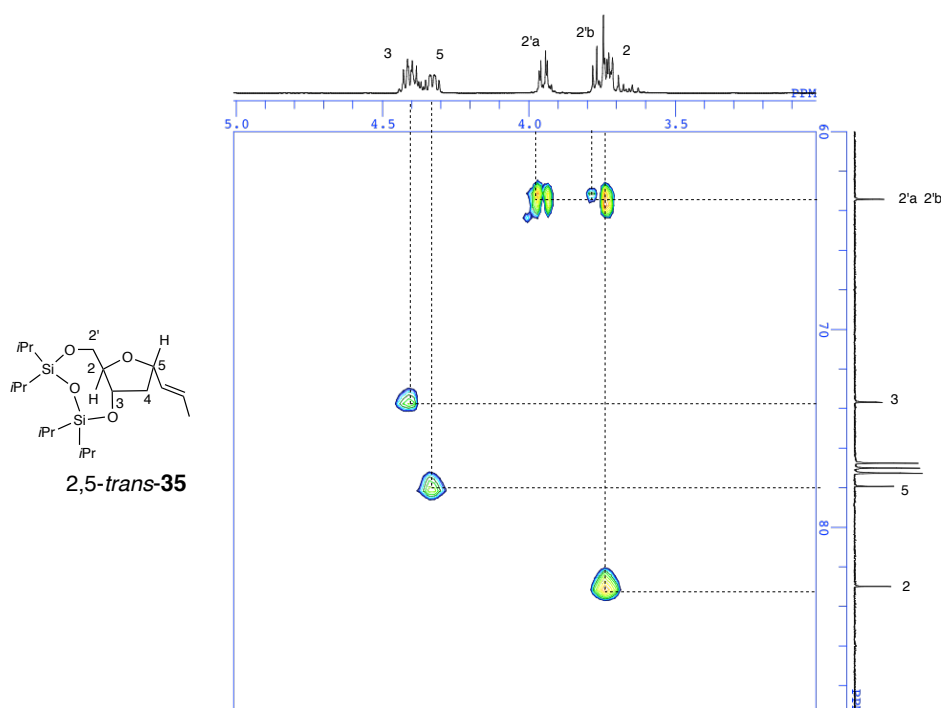 3 5 2'a 2'b 2
PPM
5.0 4.5 4.0 3.5
60
2'a 2'b
70
3
5
80
2
2'
H
iPr O O
2 5
Si
iPr O H 3 4
iPr Si O
iPr
2,5-trans-35